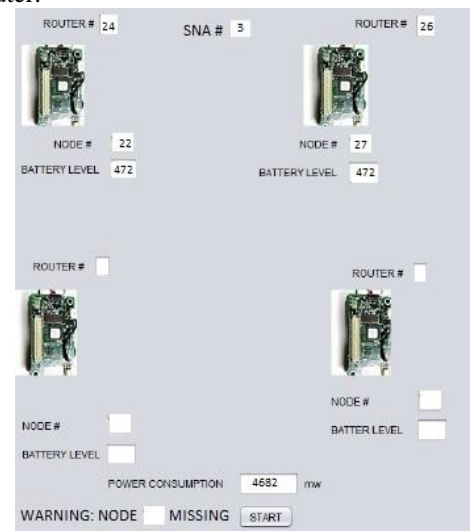 ROUTER # 24 SNA # 3 ROUTER # 26
NODE # 22 NODE # 27
BATTERY LEVEL 472 BATTERY LEVEL 472
ROUTER # ROUTER #
NODE #
BATTER LEVEL
NODE #
BATTERY LEVEL
POWER CONSUMPTION 4682 mw
WARNING: NODE MISSING START